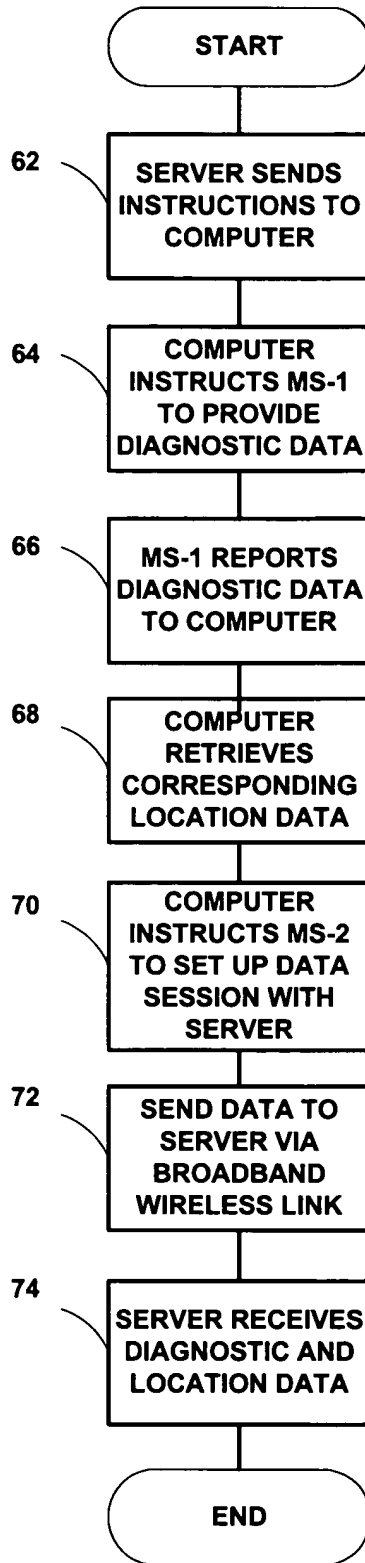 START
62
SERVER SENDS
INSTRUCTIONS TO
COMPUTER
64
COMPUTER
INSTRUCTS MS-1
TO PROVIDE
DIAGNOSTIC DATA
66
MS-1 REPORTS
DIAGNOSTIC DATA
TO COMPUTER
68
COMPUTER
RETRIEVES
CORRESPONDING
LOCATION DATA
70
COMPUTER
INSTRUCTS MS-2
TO SET UP DATA
SESSION WITH
SERVER
72
SEND DATA TO
SERVER VIA
BROADBAND
WIRELESS LINK
74
SERVER RECEIVES
DIAGNOSTIC AND
LOCATION DATA
END